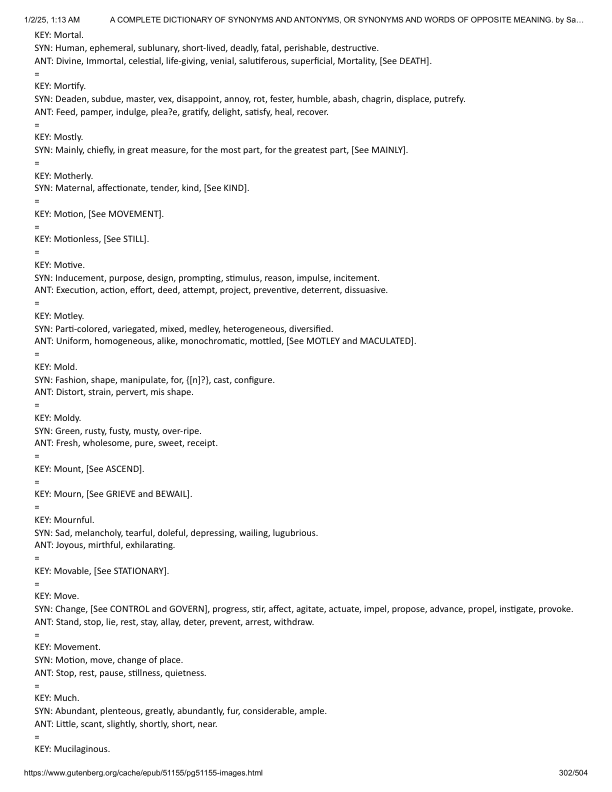 1/2/25, 1:13 AM A COMPLETE DICTIONARY OF SYNONYMS AND ANTONYMS, OR SYNONYMS AND WORDS OF OPPOSITE MEANING. by Sa…
KEY: Mortal.
SYN: Human, ephemeral, sublunary, short-lived, deadly, fatal, perishable, destructive.
ANT: Divine, Immortal, celestial, life-giving, venial, salutiferous, superficial, Mortality, [See DEATH].
=
KEY: Mortify.
SYN: Deaden, subdue, master, vex, disappoint, annoy, rot, fester, humble, abash, chagrin, displace, putrefy.
ANT: Feed, pamper, indulge, plea?e, gratify, delight, satisfy, heal, recover.
=
KEY: Mostly.
SYN: Mainly, chiefly, in great measure, for the most part, for the greatest part, [See MAINLY].
=
KEY: Motherly.
SYN: Maternal, affectionate, tender, kind, [See KIND].
=
KEY: Motion, [See MOVEMENT].
=
KEY: Motionless, [See STILL].
=
KEY: Motive.
SYN: Inducement, purpose, design, prompting, stimulus, reason, impulse, incitement.
ANT: Execution, action, effort, deed, attempt, project, preventive, deterrent, dissuasive.
=
KEY: Motley.
SYN: Parti-colored, variegated, mixed, medley, heterogeneous, diversified.
ANT: Uniform, homogeneous, alike, monochromatic, mottled, [See MOTLEY and MACULATED].
=
KEY: Mold.
SYN: Fashion, shape, manipulate, for, {[n]?}, cast, configure.
ANT: Distort, strain, pervert, mis shape.
=
KEY: Moldy.
SYN: Green, rusty, fusty, musty, over-ripe.
ANT: Fresh, wholesome, pure, sweet, receipt.
=
KEY: Mount, [See ASCEND].
=
KEY: Mourn, [See GRIEVE and BEWAIL].
=
KEY: Mournful.
SYN: Sad, melancholy, tearful, doleful, depressing, wailing, lugubrious.
ANT: Joyous, mirthful, exhilarating.
=
KEY: Movable, [See STATIONARY].
=
KEY: Move.
SYN: Change, [See CONTROL and GOVERN], progress, stir, affect, agitate, actuate, impel, propose, advance, propel, instigate, provoke.
ANT: Stand, stop, lie, rest, stay, allay, deter, prevent, arrest, withdraw.
=
KEY: Movement.
SYN: Motion, move, change of place.
ANT: Stop, rest, pause, stillness, quietness.
=
KEY: Much.
SYN: Abundant, plenteous, greatly, abundantly, fur, considerable, ample.
ANT: Little, scant, slightly, shortly, short, near.
=
KEY: Mucilaginous.
https://www.gutenberg.org/cache/epub/51155/pg51155-images.html 302/504